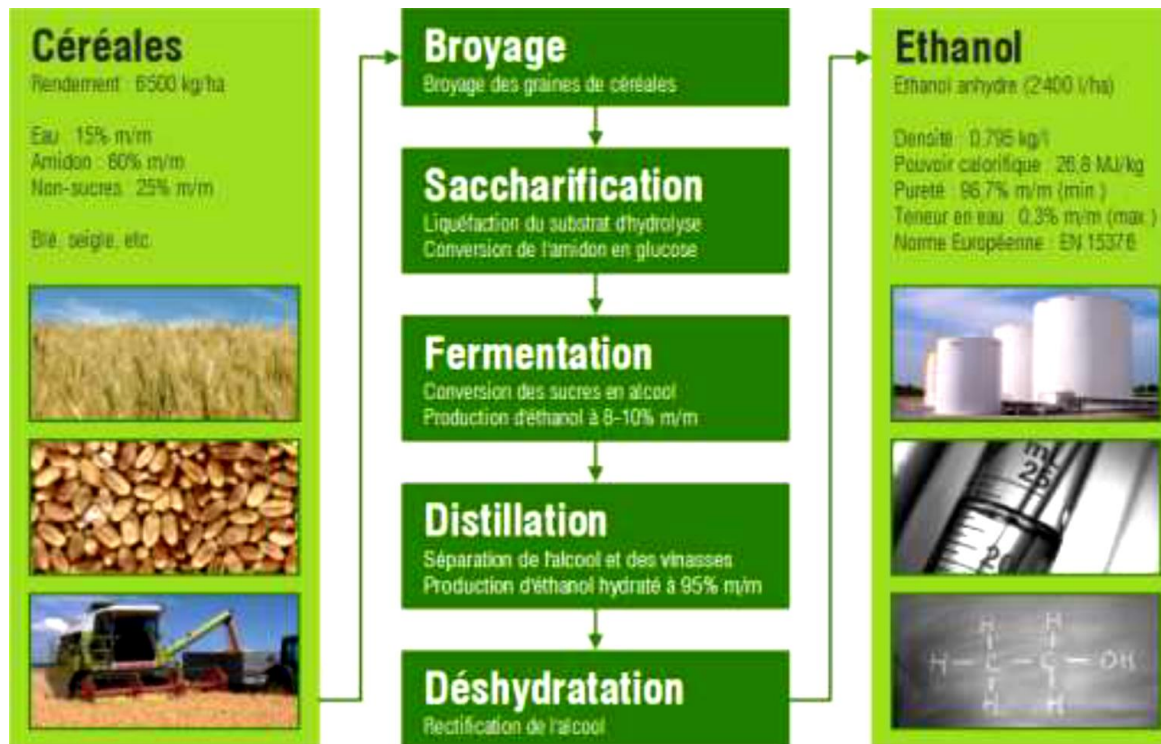 Céréales
Rendement : 6500 kg/ha
Eau : 15% m/m
Amidon : 60% m/m
Non-sucres : 25% m/m
Blé, seigle, etc.
Broyage
Broyage des graines de céréales
Saccharification
Liquéfaction du substrat d'hydrolyse
Conversion de l'amidon en glucose
Fermentation
Conversion des sucres en alcool
Production d'éthanol à 8–10% m/m
Distillation
Séparation de l'alcool et des vinasses
Production d'éthanol hydraté à 95% m/m
Déshydratation
Rectification de l'alcool
Ethanol
Ethanol anhydre (2400 l/ha)
Densité : 0.795 kg/l
Pouvoir calorifique : 26,8 MJ/kg
Pureté : 96,7% m/m (min.)
Teneur en eau : 0.3% m/m (max.)
Norme Européenne : EN 15376
mL
25
20
H H
H C C OH
H H